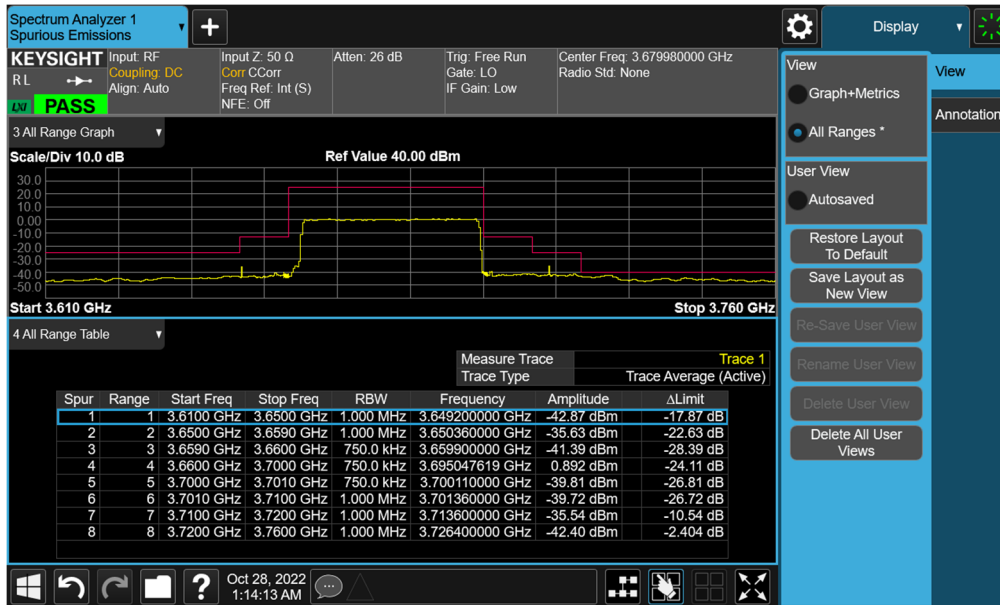 Spectrum Analyzer 1
Spurious Emissions
+
Display
KEYSIGHT
R L
LXI
PASS
Input: RF
Coupling: DC
Align: Auto
Input Z: 50 Ω
Corr CCorr
Freq Ref: Int (S)
NFE: Off
Atten: 26 dB
Trig: Free Run
Gate: LO
IF Gain: Low
Center Freq: 3.679980000 GHz
Radio Std: None
3 All Range Graph
Scale/Div 10.0 dB
Ref Value 40.00 dBm
30.0
20.0
10.0
0.00
-10.0
-20.0
-30.0
-40.0
-50.0
Start 3.610 GHz
Stop 3.760 GHz
4 All Range Table
Measure Trace Trace 1
Trace Type Trace Average (Active)
Spur Range Start Freq Stop Freq RBW Frequency Amplitude ΔLimit
1 1 3.6100 GHz 3.6500 GHz 1.000 MHz 3.649200000 GHz -42.87 dBm -17.87 dB
2 2 3.6500 GHz 3.6590 GHz 1.000 MHz 3.650360000 GHz -35.63 dBm -22.63 dB
3 3 3.6590 GHz 3.6600 GHz 750.0 kHz 3.659900000 GHz -41.39 dBm -28.39 dB
4 4 3.6600 GHz 3.7000 GHz 750.0 kHz 3.695047619 GHz 0.892 dBm -24.11 dB
5 5 3.7000 GHz 3.7010 GHz 750.0 kHz 3.700110000 GHz -39.81 dBm -26.81 dB
6 6 3.7010 GHz 3.7100 GHz 1.000 MHz 3.701360000 GHz -39.72 dBm -26.72 dB
7 7 3.7100 GHz 3.7200 GHz 1.000 MHz 3.713600000 GHz -35.54 dBm -10.54 dB
8 8 3.7200 GHz 3.7600 GHz 1.000 MHz 3.726400000 GHz -42.40 dBm -2.404 dB
View
Graph+Metrics
All Ranges *
User View
Autosaved
Restore Layout
To Default
Save Layout as
New View
Re-Save User View
Rename User View
Delete User View
Delete All User
Views
View
Annotation
?
Oct 28, 2022
1:14:13 AM